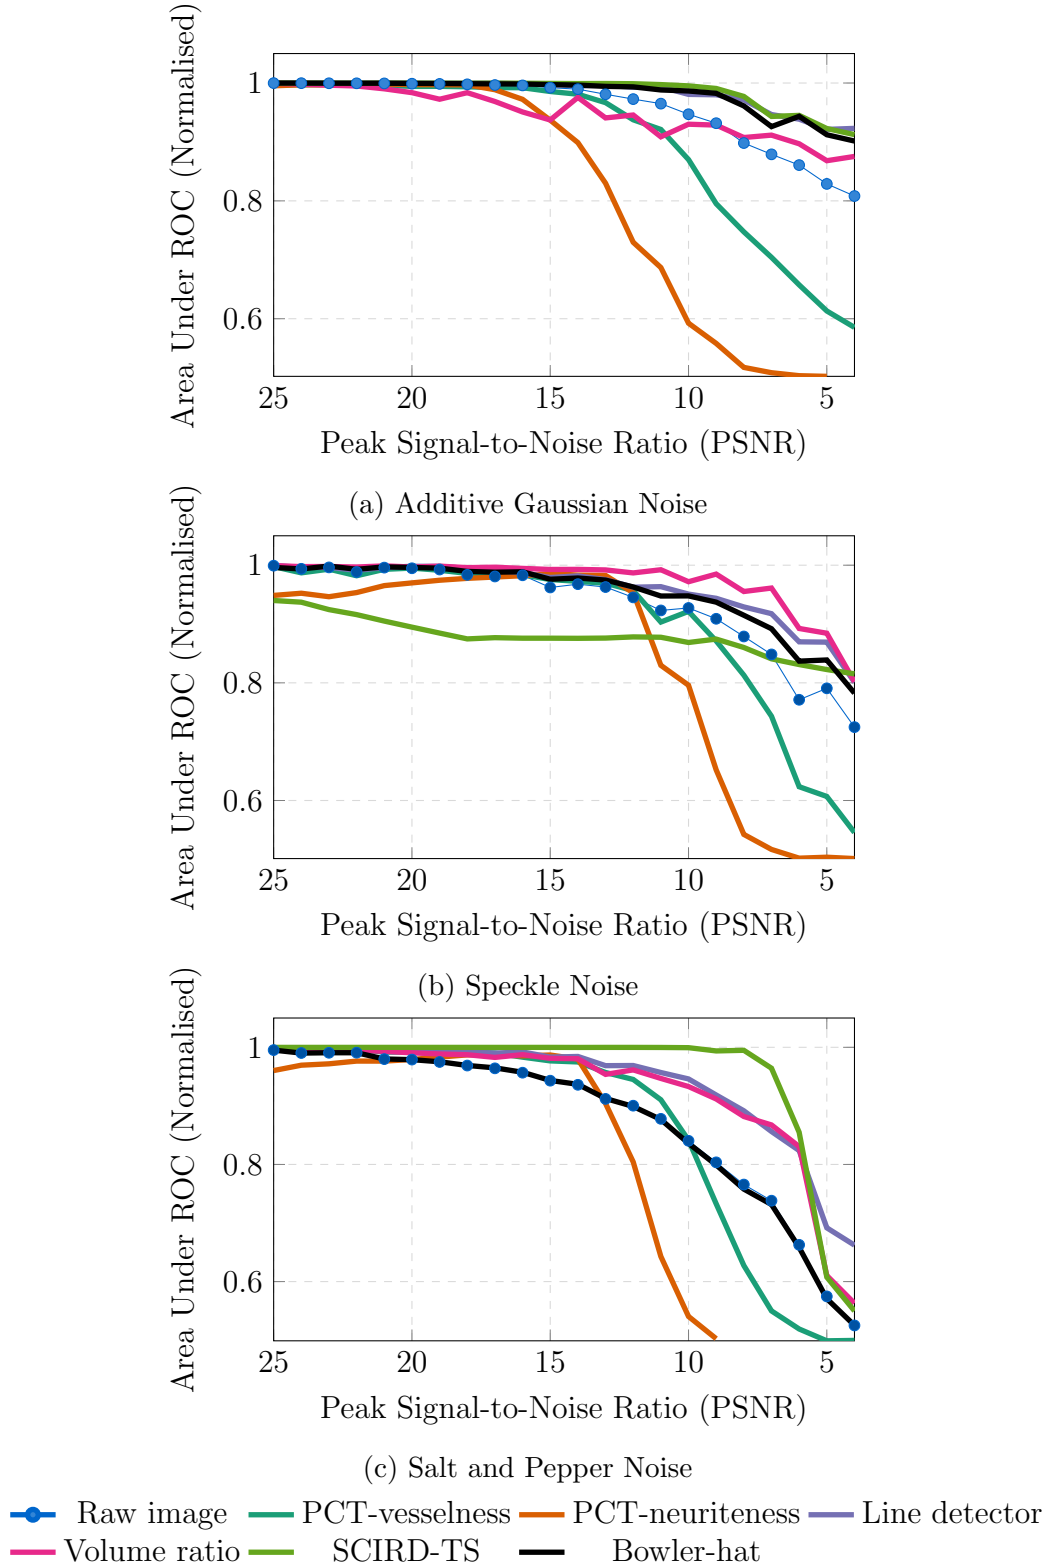 Area Under ROC (Normalised)
1
0.8
0.6
25 20 15 10 5
Peak Signal-to-Noise Ratio (PSNR)
(a) Additive Gaussian Noise
Area Under ROC (Normalised)
1
0.8
0.6
25 20 15 10 5
Peak Signal-to-Noise Ratio (PSNR)
(b) Speckle Noise
Area Under ROC (Normalised)
1
0.8
0.6
25 20 15 10 5
Peak Signal-to-Noise Ratio (PSNR)
(c) Salt and Pepper Noise
Raw image PCT-vesselness PCT-neuriteness Line detector
Volume ratio SCIRD-TS Bowler-hat